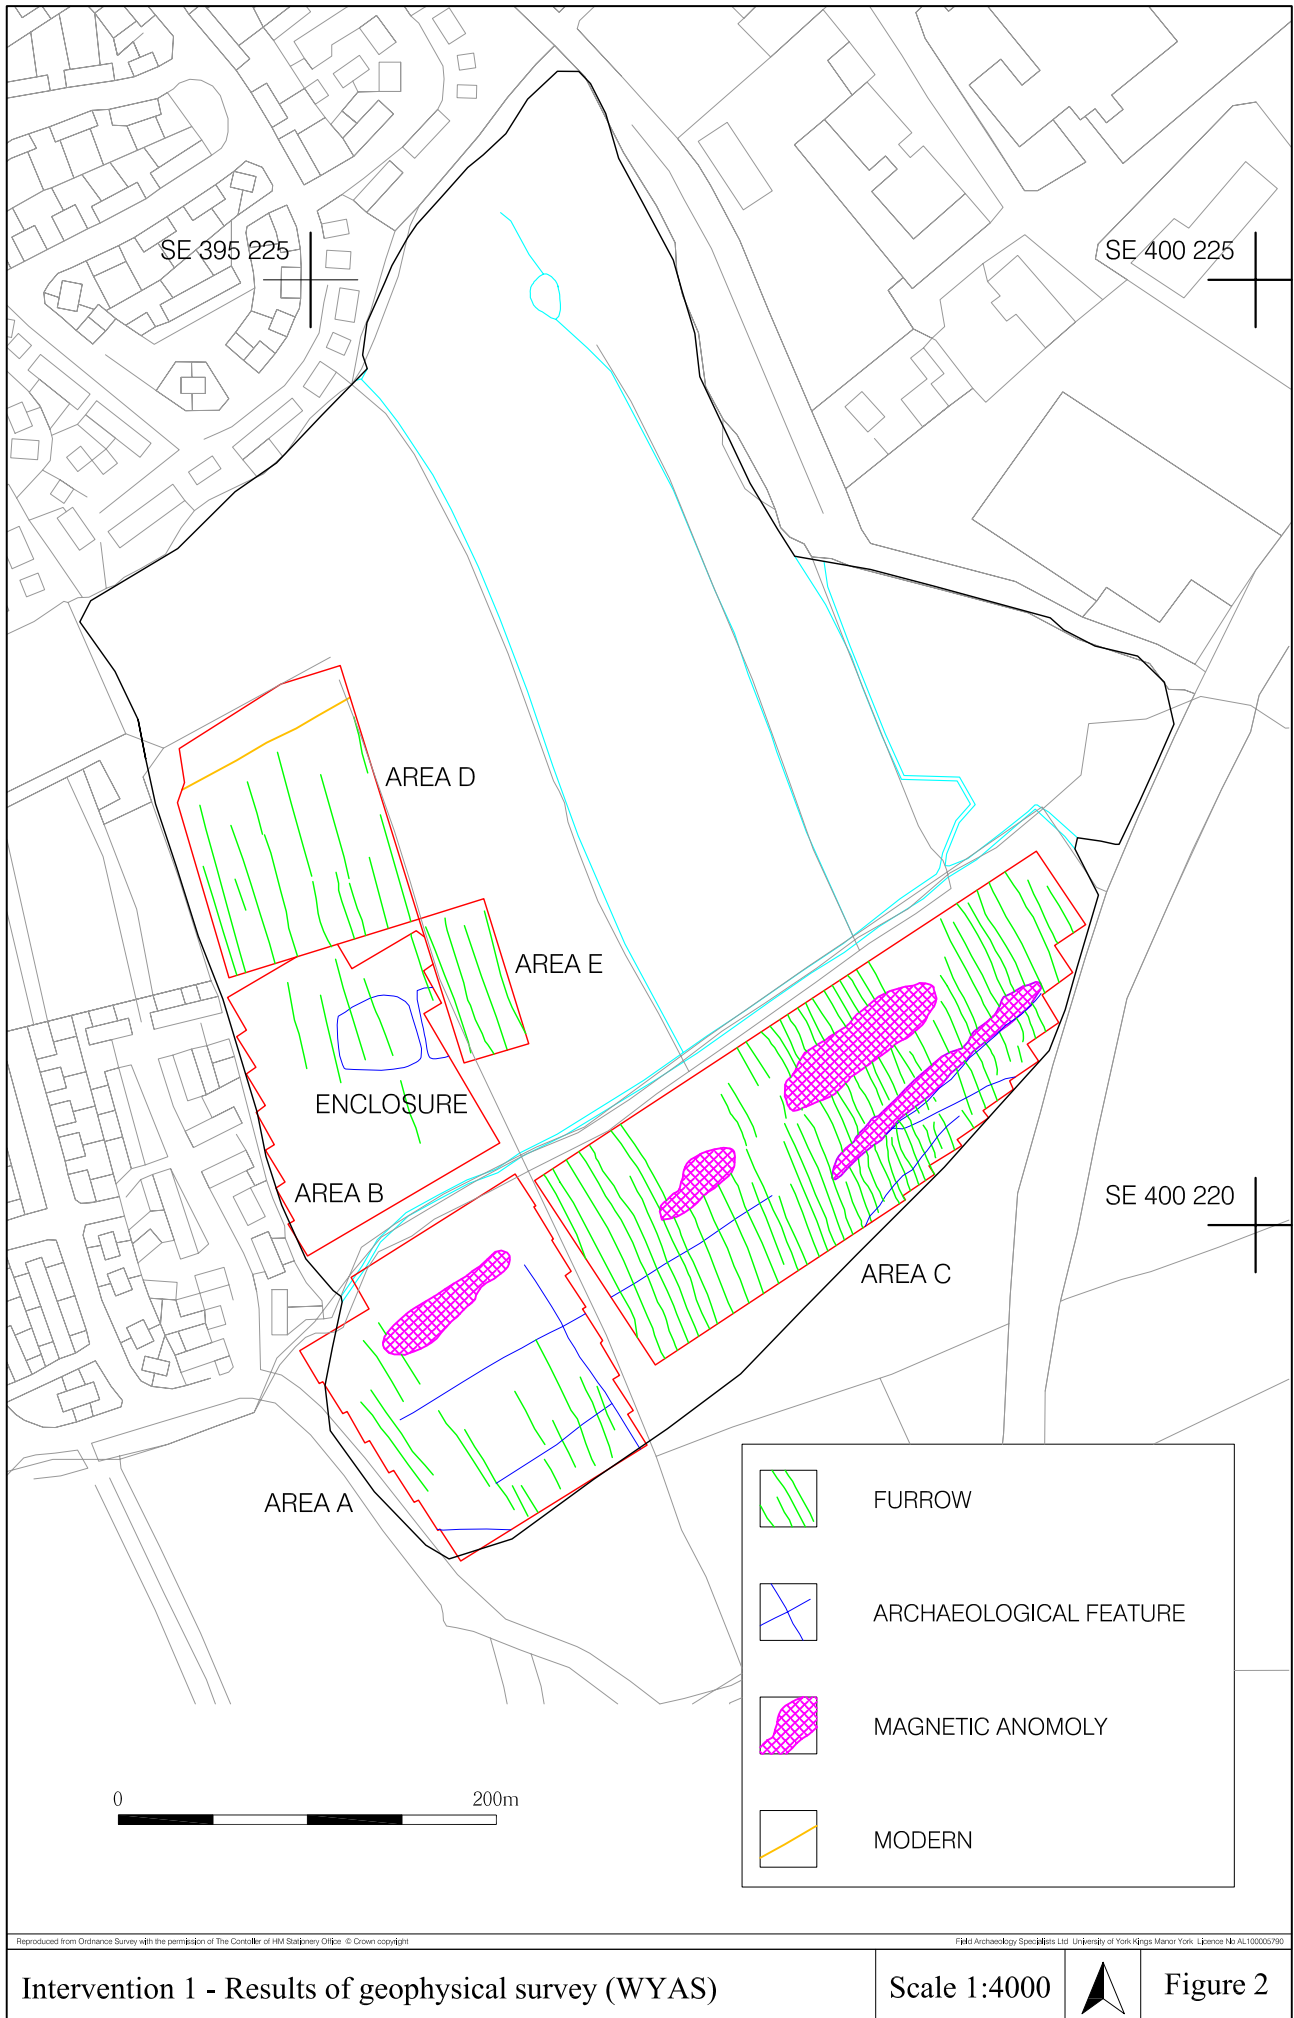 SE 395 225
SE 400 225
AREA D
AREA E
ENCLOSURE
AREA B
SE 400 220
AREA C
AREA A
FURROW
ARCHAEOLOGICAL FEATURE
MAGNETIC ANOMOLY
MODERN
0 200m
Reproduced from Ordnance Survey with the permission of The Contoller of HM Stationery Office © Crown copyright
Field Archaeology Specialists Ltd University of York Kings Manor York Licence No AL100005790
Intervention 1 - Results of geophysical survey (WYAS)
Scale 1:4000
Figure 2